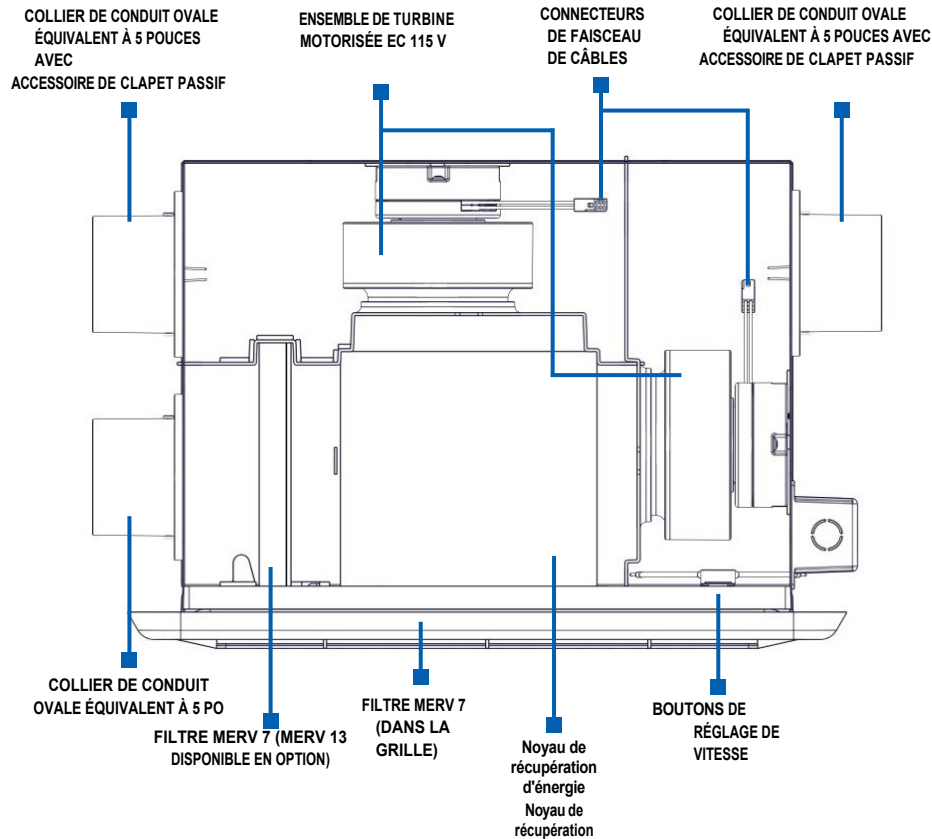 COLLIER DE CONDUIT OVALE
ÉQUIVALENT À 5 POUCES
AVEC
ACCESSOIRE DE CLAPET PASSIF
ENSEMBLE DE TURBINE
MOTORISÉE EC 115 V
CONNECTEURS
DE FAISCEAU
DE CÂBLES
COLLIER DE CONDUIT OVALE
ÉQUIVALENT À 5 POUCES AVEC
ACCESSOIRE DE CLAPET PASSIF
COLLIER DE CONDUIT
OVALE ÉQUIVALENT À 5 PO
FILTRE MERV 7 (MERV 13
DISPONIBLE EN OPTION)
FILTRE MERV 7
(DANS LA
GRILLE)
Noyau de
récupération
d'énergie
Noyau de
récupération
BOUTONS DE
RÉGLAGE DE
VITESSE